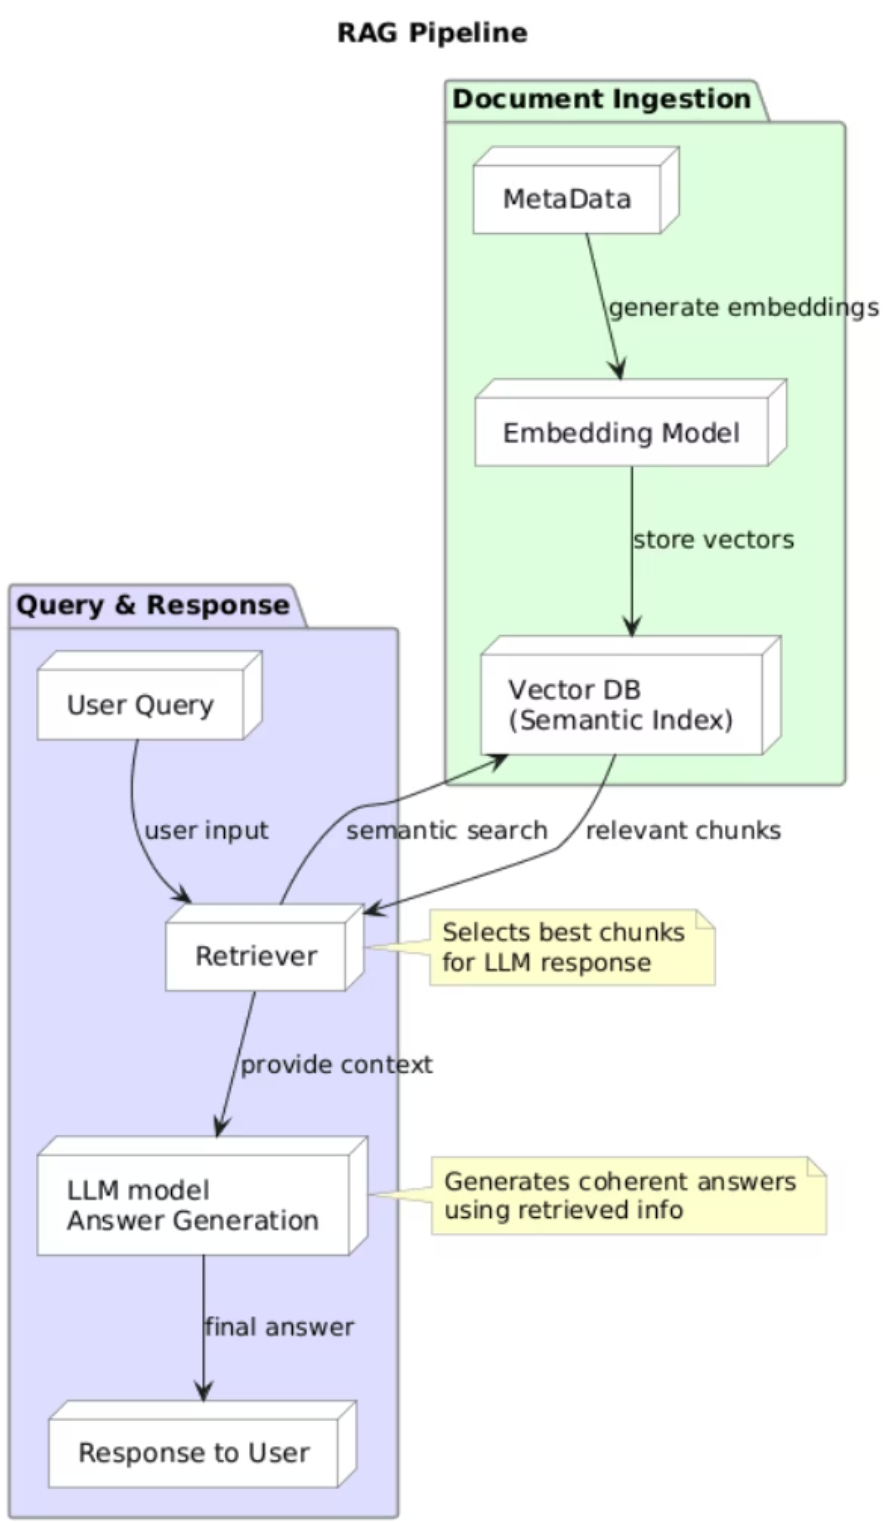 RAG Pipeline
Document Ingestion
MetaData
generate embeddings
Embedding Model
store vectors
Vector DB
(Semantic Index)
Query & Response
User Query
user input
semantic search
relevant chunks
Retriever
Selects best chunks
for LLM response
provide context
LLM model
Answer Generation
Generates coherent answers
using retrieved info
final answer
Response to User